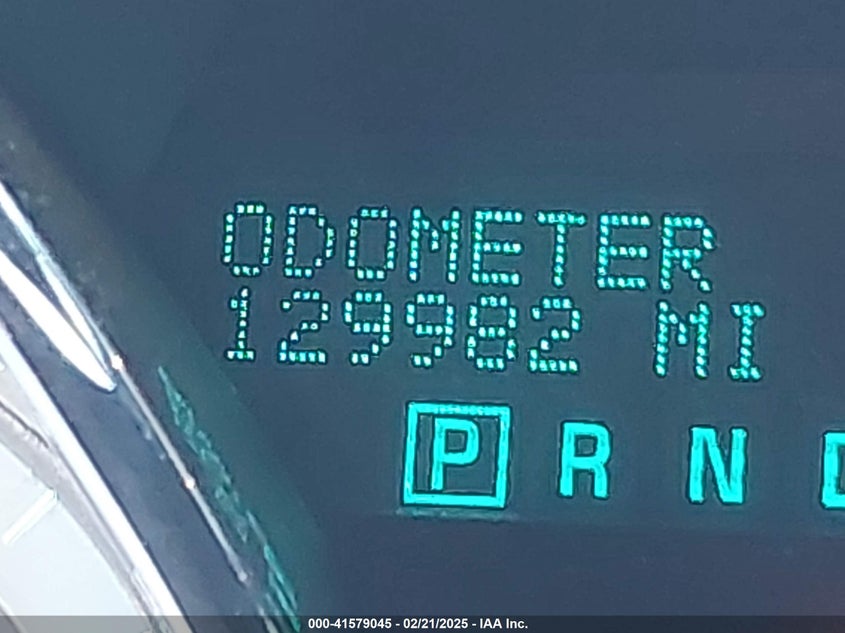 ODOMETER
129982 MI
P R N
000-41579045 - 02/21/2025 - IAA Inc.